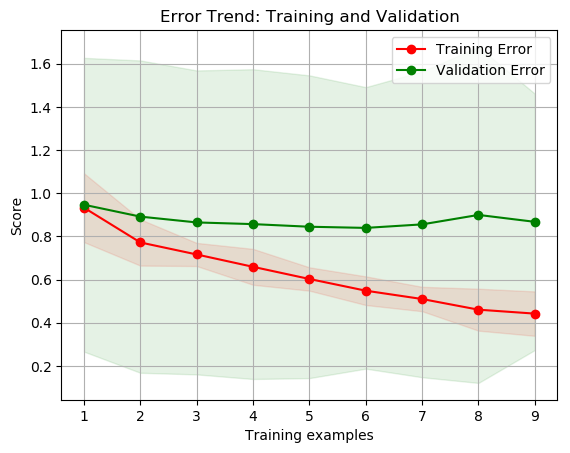 Error Trend: Training and Validation
Training Error
Validation Error
Score
1.6
1.4
1.2
1.0
0.8
0.6
0.4
0.2
1 2 3 4 5 6 7 8 9
Training examples